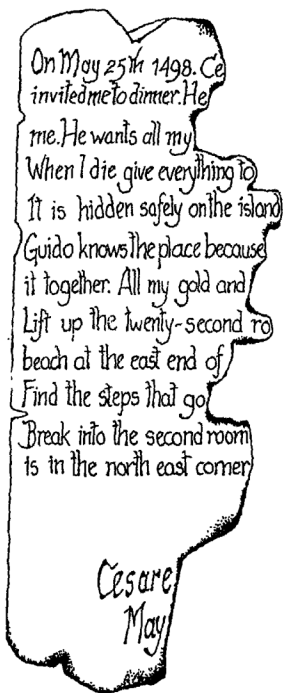 On May 25th 1498. Ce
invited me to dinner. He
me. He wants all my
When I die give everything to
It is hidden safely on the island
Guido knows the place because
it together. All my gold and
Lift up the twenty-second ro
beach at the east end of
Find the steps that go
Break into the second room
is in the north east corner
Cesare
May